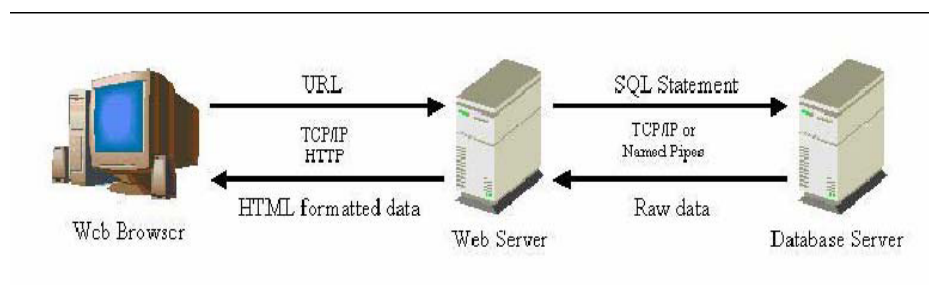 URL
SQL Statement
TCP/IP
HTTP
TCP/IP or
Named Pipes
HTML formatted data
Raw data
Web Browser
Web Server
Database Server